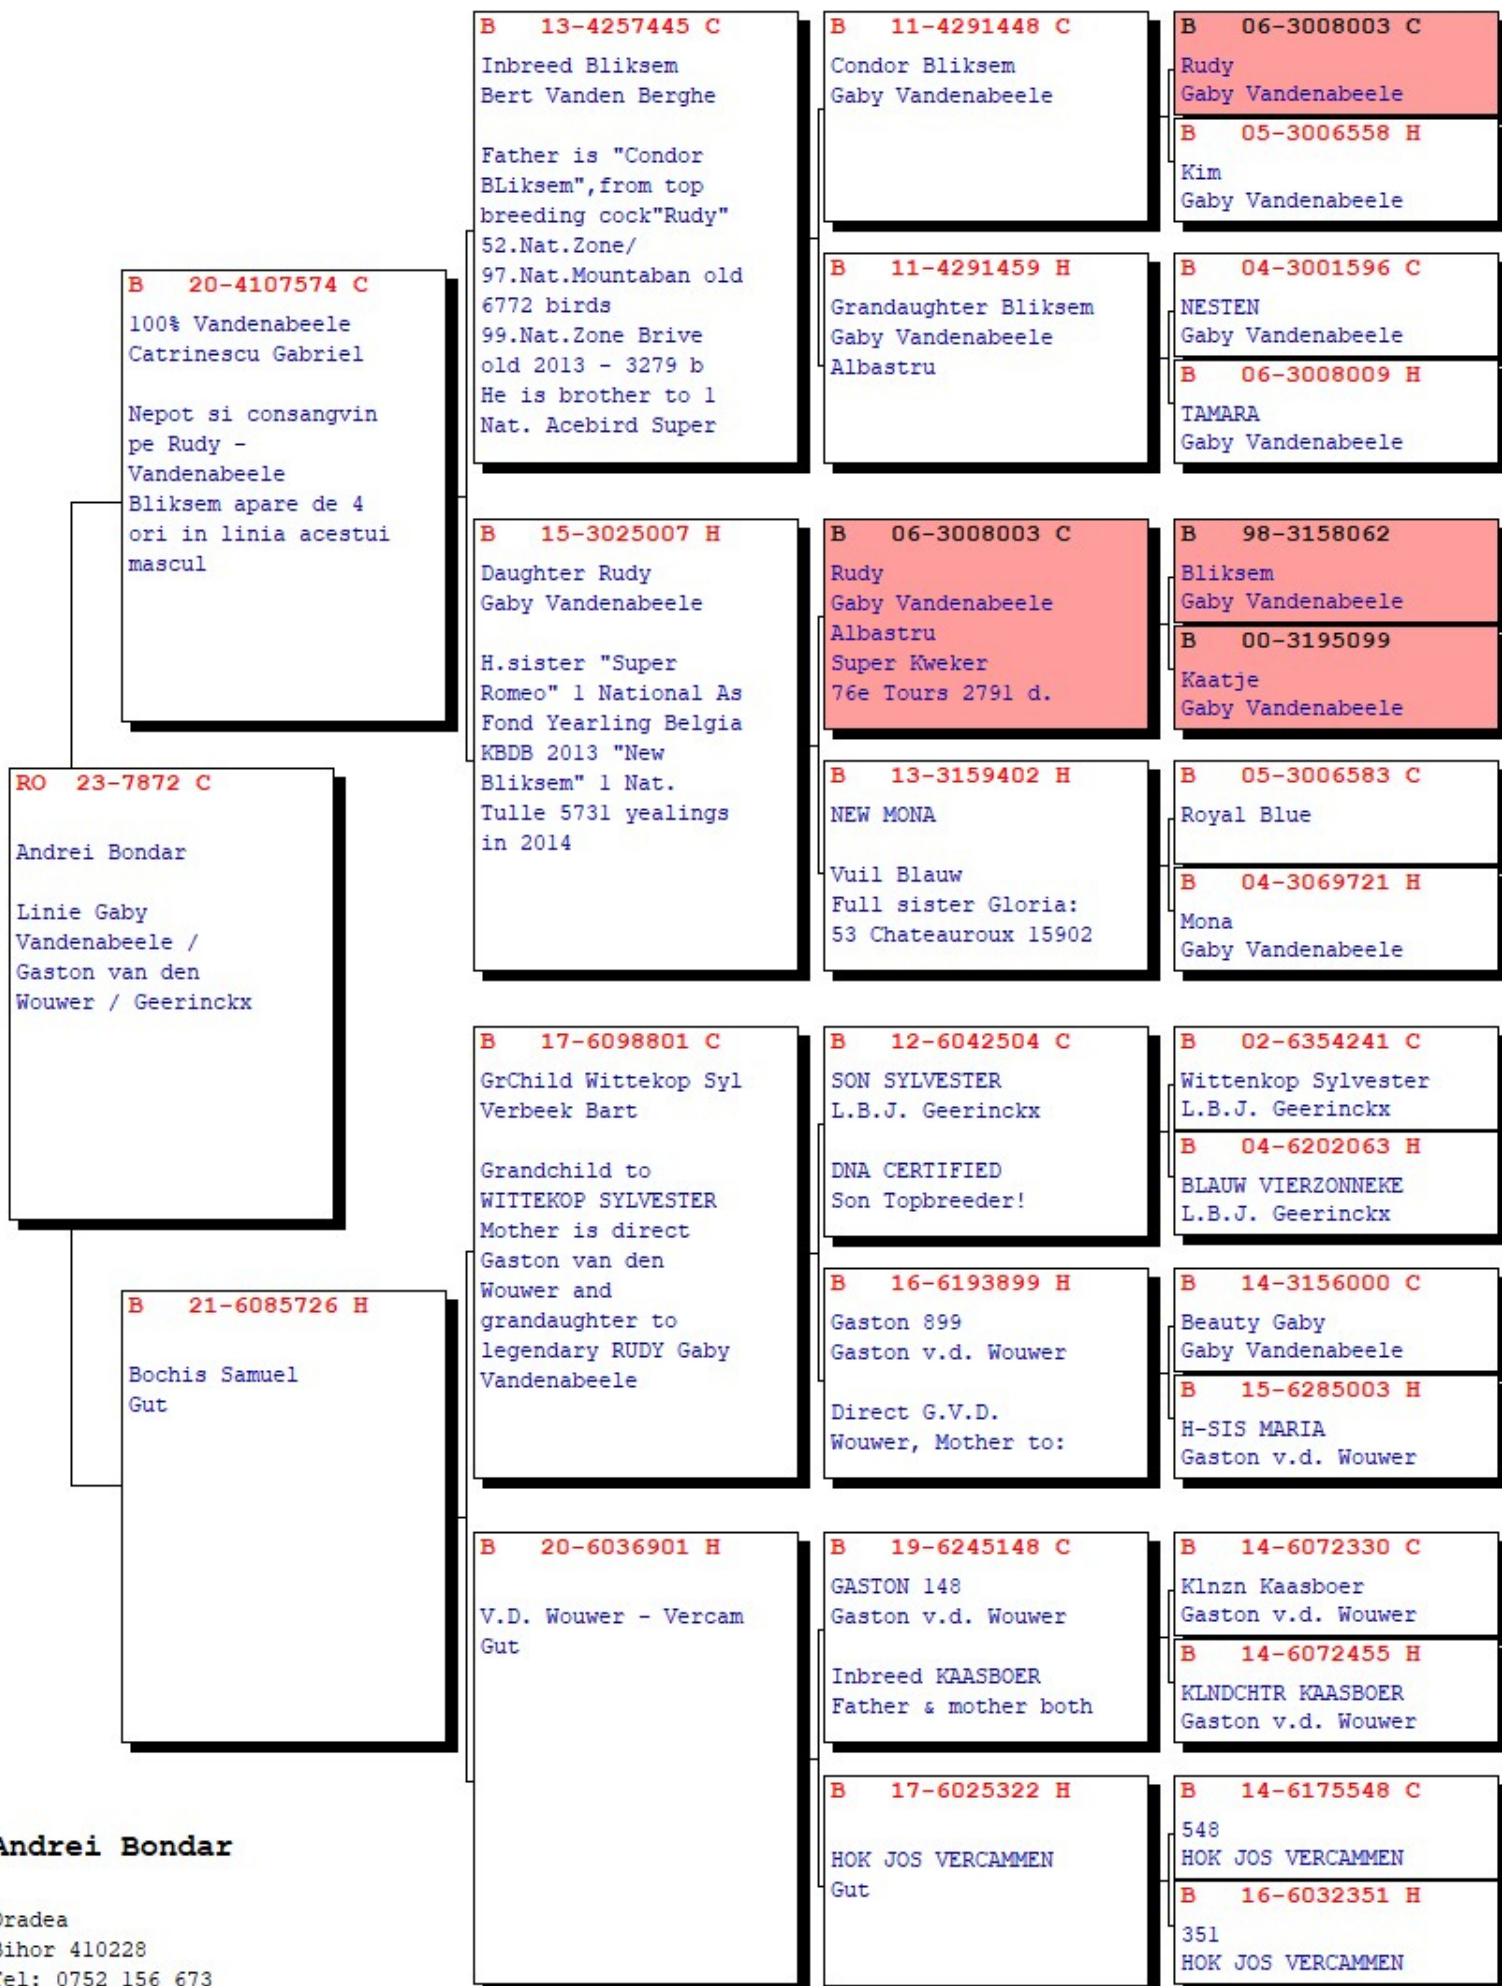 B 13-4257445 C
Inbreed Bliksem
Bert Vanden Berghe
Father is "Condor
BLiksem",from top
breeding cock"Rudy"
52.Nat.Zone/
97.Nat.Mountaban old
6772 birds
99.Nat.Zone Brive
old 2013 - 3279 b
He is brother to 1
Nat. Acebird Super
B 11-4291448 C
Condor Bliksem
Gaby Vandenabeele
B 06-3008003 C
Rudy
Gaby Vandenabeele
B 05-3006558 H
Kim
Gaby Vandenabeele
B 11-4291459 H
Grandaughter Bliksem
Gaby Vandenabeele
Albastru
B 04-3001596 C
NESTEN
Gaby Vandenabeele
B 06-3008009 H
TAMARA
Gaby Vandenabeele
B 20-4107574 C
100% Vandenabeele
Catrinescu Gabriel
Nepot si consangvin
pe Rudy -
Vandenabeele
Bliksem apare de 4
ori in linia acestui
mascul
B 15-3025007 H
Daughter Rudy
Gaby Vandenabeele
H.sister "Super
Romeo" 1 National As
Fond Yearling Belgia
KBDB 2013 "New
Bliksem" 1 Nat.
Tulle 5731 yealings
in 2014
B 06-3008003 C
Rudy
Gaby Vandenabeele
Albastru
Super Kweker
76e Tours 2791 d.
B 98-3158062
Bliksem
Gaby Vandenabeele
B 00-3195099
Kaatje
Gaby Vandenabeele
B 13-3159402 H
NEW MONA
Vuil Blauw
Full sister Gloria:
53 Chateauroux 15902
B 05-3006583 C
Royal Blue
B 04-3069721 H
Mona
Gaby Vandenabeele
RO 23-7872 C
Andrei Bondar
Linie Gaby
Vandenabeele /
Gaston van den
Wouwer / Geerinckx
B 17-6098801 C
GrChild Wittekop Syl
Verbeek Bart
Grandchild to
WITTEKOP SYLVESTER
Mother is direct
Gaston van den
Wouwer and
grandaughter to
legendary RUDY Gaby
Vandenabeele
B 12-6042504 C
SON SYLVESTER
L.B.J. Geerinckx
DNA CERTIFIED
Son Topbreeder!
B 02-6354241 C
Wittenkop Sylvester
L.B.J. Geerinckx
B 04-6202063 H
BLAUW VIERZONNEKE
L.B.J. Geerinckx
B 16-6193899 H
Gaston 899
Gaston v.d. Wouwer
Direct G.V.D.
Wouwer, Mother to:
B 14-3156000 C
Beauty Gaby
Gaby Vandenabeele
B 15-6285003 H
H-SIS MARIA
Gaston v.d. Wouwer
B 21-6085726 H
Bochis Samuel
Gut
B 20-6036901 H
V.D. Wouwer - Vercam
Gut
B 19-6245148 C
GASTON 148
Gaston v.d. Wouwer
Inbreed KAASBOER
Father & mother both
B 14-6072330 C
Klnzn Kaasboer
Gaston v.d. Wouwer
B 14-6072455 H
KLNDCHTR KAASBOER
Gaston v.d. Wouwer
B 17-6025322 H
HOK JOS VERCAMMEN
Gut
B 14-6175548 C
548
HOK JOS VERCAMMEN
B 16-6032351 H
351
HOK JOS VERCAMMEN
Andrei Bondar
Oradea
Bihor 410228
Tel: 0752 156 673